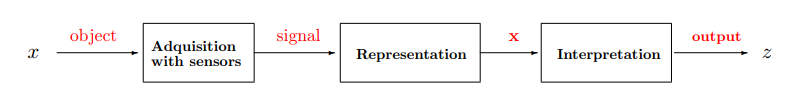 x
object
Adquisition
with sensors
signal
Representation
x
Interpretation
output
z